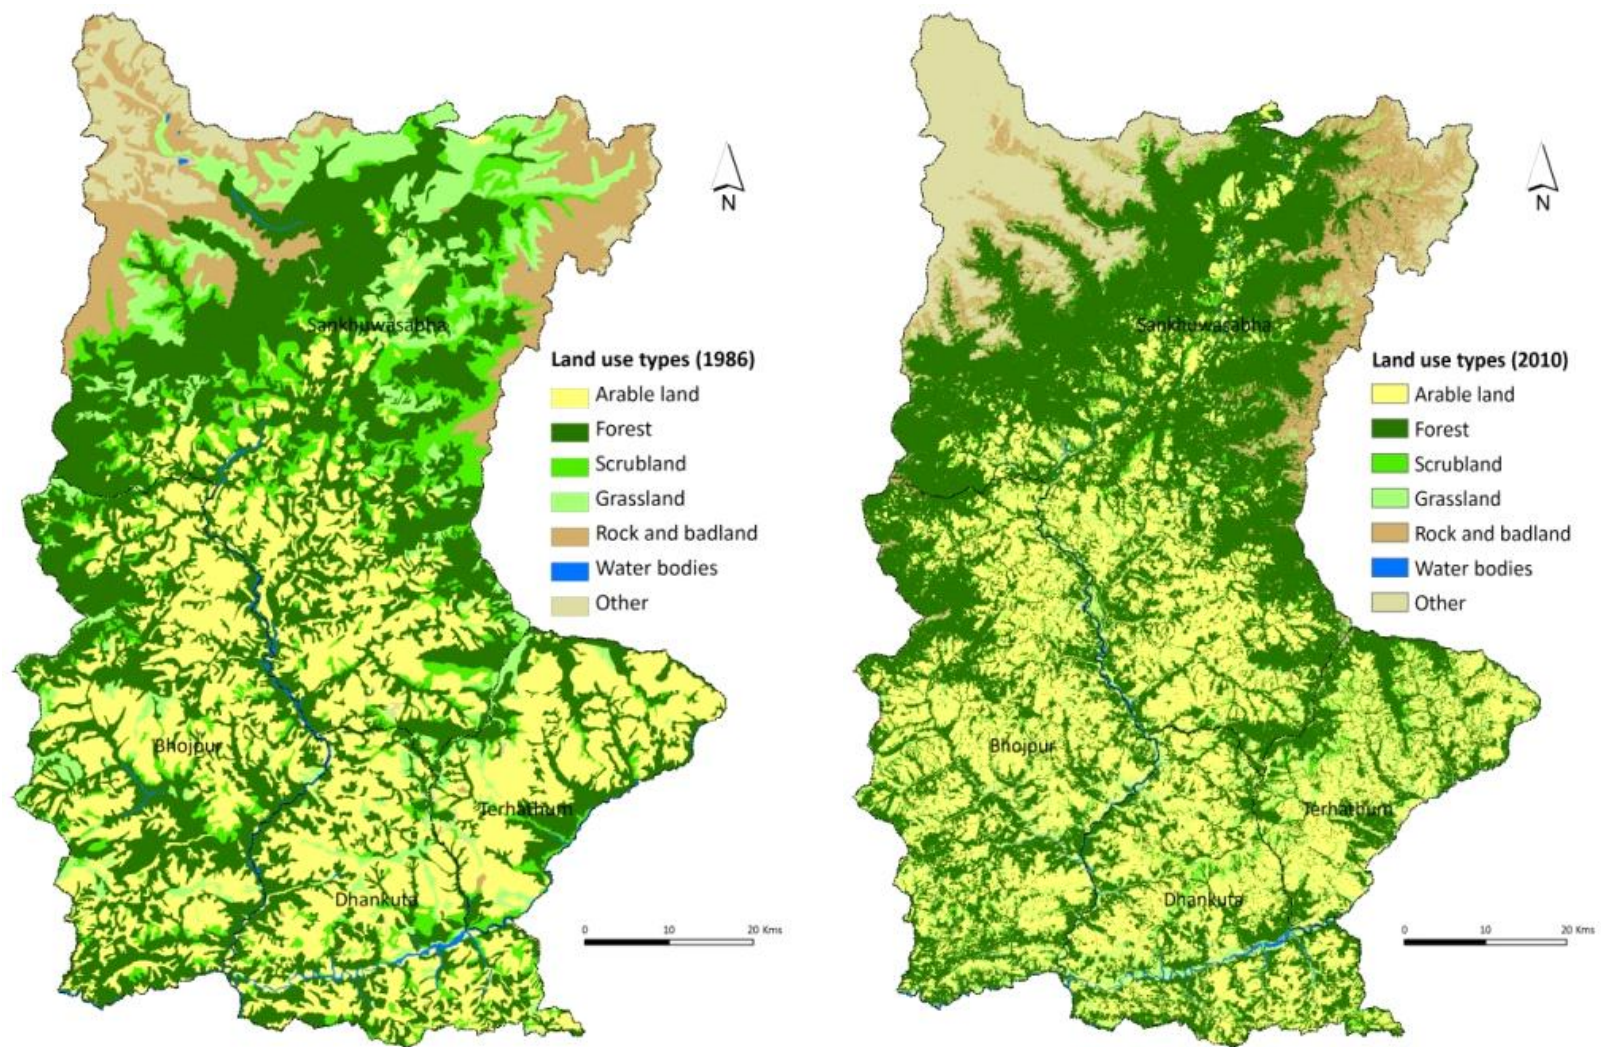 N
Sankhuwasabha
Land use types (1986)
Arable land
Forest
Scrubland
Grassland
Rock and badland
Water bodies
Other
Bhojpur
Terhathum
Dhankuta
0 10 20 Kms
N
Sankhuwasabha
Land use types (2010)
Arable land
Forest
Scrubland
Grassland
Rock and badland
Water bodies
Other
Bhojpur
Terhathum
Dhankuta
0 10 20 Kms